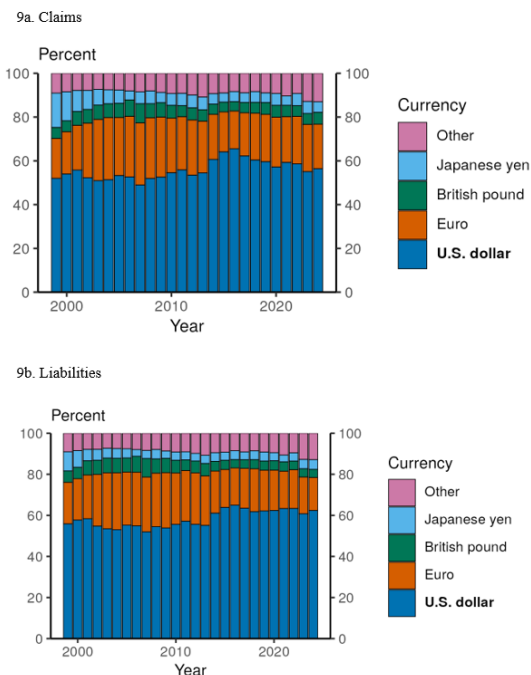 9a. Claims
Percent
100
80
60
40
20
0
100
80
60
40
20
0
2000
2010
2020
Year
Currency
Other
Japanese yen
British pound
Euro
U.S. dollar
9b. Liabilities
Percent
100
80
60
40
20
0
100
80
60
40
20
0
2000
2010
2020
Year
Currency
Other
Japanese yen
British pound
Euro
U.S. dollar